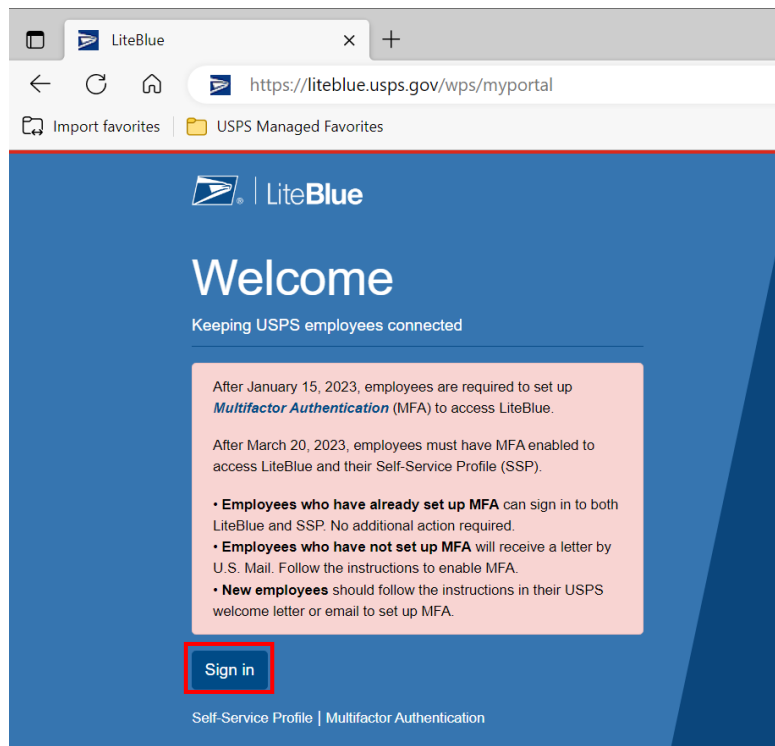 LiteBlue
https://liteblue.usps.gov/wps/myportal
Import favorites
USPS Managed Favorites
LiteBlue
Welcome
Keeping USPS employees connected
After January 15, 2023, employees are required to set up
Multifactor Authentication (MFA) to access LiteBlue.
After March 20, 2023, employees must have MFA enabled to
access LiteBlue and their Self-Service Profile (SSP).
• Employees who have already set up MFA can sign in to both
LiteBlue and SSP. No additional action required.
• Employees who have not set up MFA will receive a letter by
U.S. Mail. Follow the instructions to enable MFA.
• New employees should follow the instructions in their USPS
welcome letter or email to set up MFA.
Sign in
Self-Service Profile | Multifactor Authentication